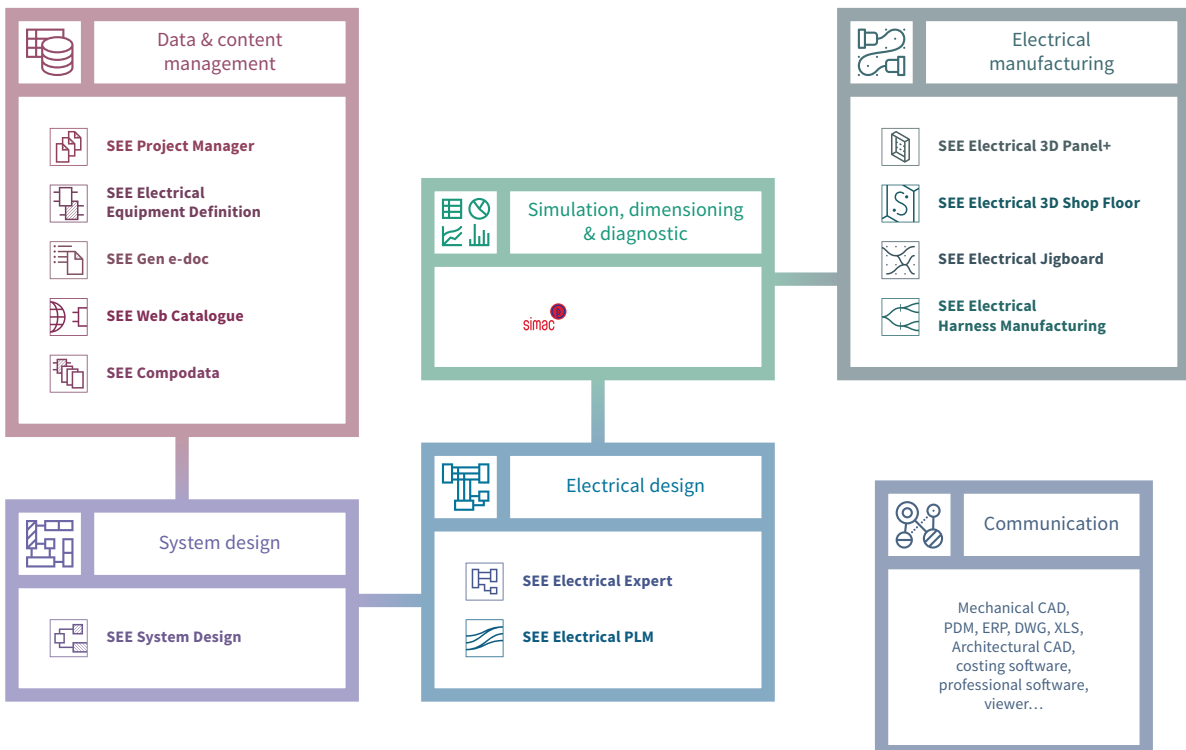 Data & content
management
SEE Project Manager
SEE Electrical
Equipment Definition
SEE Gen e-doc
SEE Web Catalogue
SEE Compodata
System design
SEE System Design
Simulation, dimensioning
& diagnostic
simac
Electrical design
SEE Electrical Expert
SEE Electrical PLM
Electrical
manufacturing
SEE Electrical 3D Panel+
SEE Electrical 3D Shop Floor
SEE Electrical Jigboard
SEE Electrical
Harness Manufacturing
Communication
Mechanical CAD,
PDM, ERP, DWG, XLS,
Architectural CAD,
costing software,
professional software,
viewer…